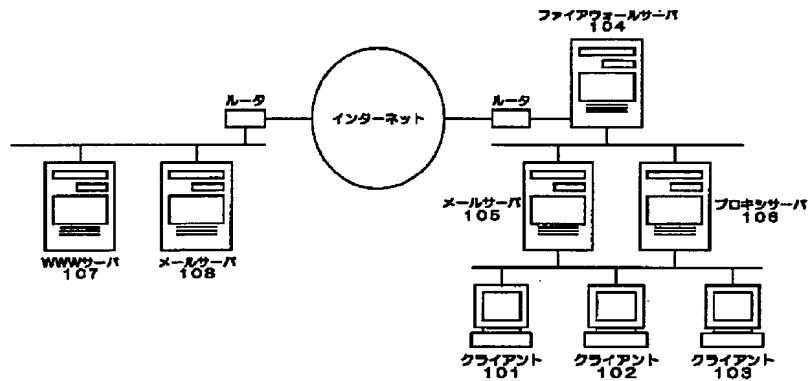 ファイアウォールサーバ
104
ルータ
インターネット
ルータ
メールサーバ
105
プロキシサーバ
106
WWWサーバ
107
メールサーバ
108
クライアント
101
クライアント
102
クライアント
103